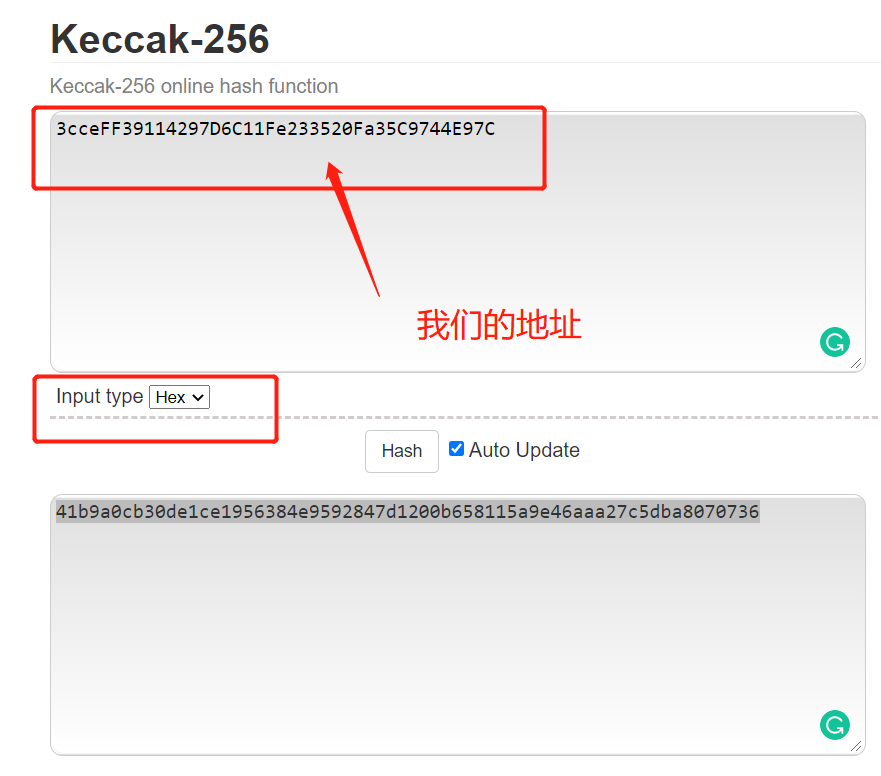 Keccak-256
Keccak-256 online hash function
3cceFF39114297D6C11Fe233520Fa35C9744E97C
我们的地址
Input type Hex
Hash Auto Update
41b9a0cb30de1ce1956384e9592847d1200b658115a9e46aaa27c5dba8070736